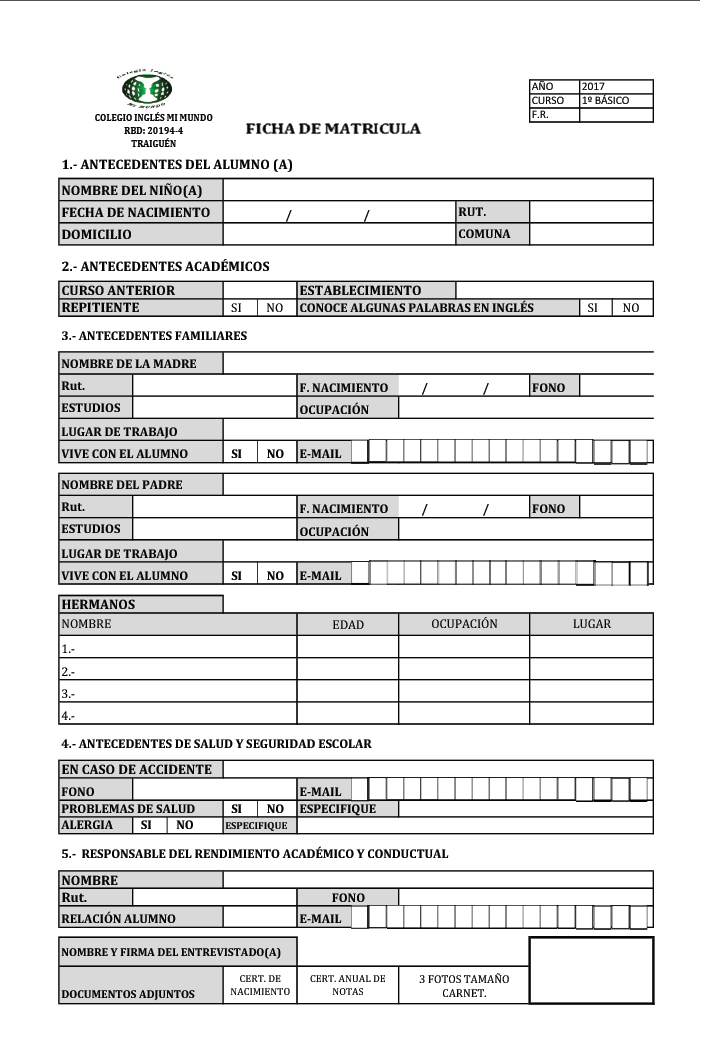 Colegio Inglés
Mi Mundo
COLEGIO INGLÉS MI MUNDO
RBD: 20194-4
TRAIGUÉN
FICHA DE MATRICULA
AÑO 2017
CURSO 1º BÁSICO
F.R.
1.- ANTECEDENTES DEL ALUMNO (A)
NOMBRE DEL NIÑO(A)
FECHA DE NACIMIENTO / / RUT.
DOMICILIO COMUNA
2.- ANTECEDENTES ACADÉMICOS
CURSO ANTERIOR ESTABLECIMIENTO
REPITIENTE SI NO CONOCE ALGUNAS PALABRAS EN INGLÉS SI NO
3.- ANTECEDENTES FAMILIARES
NOMBRE DE LA MADRE
Rut. F. NACIMIENTO / / FONO
ESTUDIOS OCUPACIÓN
LUGAR DE TRABAJO
VIVE CON EL ALUMNO SI NO E-MAIL
NOMBRE DEL PADRE
Rut. F. NACIMIENTO / / FONO
ESTUDIOS OCUPACIÓN
LUGAR DE TRABAJO
VIVE CON EL ALUMNO SI NO E-MAIL
HERMANOS
NOMBRE EDAD OCUPACIÓN LUGAR
1.-
2.-
3.-
4.-
4.- ANTECEDENTES DE SALUD Y SEGURIDAD ESCOLAR
EN CASO DE ACCIDENTE
FONO E-MAIL
PROBLEMAS DE SALUD SI NO ESPECIFIQUE
ALERGIA SI NO ESPECIFIQUE
5.- RESPONSABLE DEL RENDIMIENTO ACADÉMICO Y CONDUCTUAL
NOMBRE
Rut. FONO
RELACIÓN ALUMNO E-MAIL
NOMBRE Y FIRMA DEL ENTREVISTADO(A)
DOCUMENTOS ADJUNTOS
CERT. DE
NACIMIENTO
CERT. ANUAL DE
NOTAS
3 FOTOS TAMAÑO
CARNET.